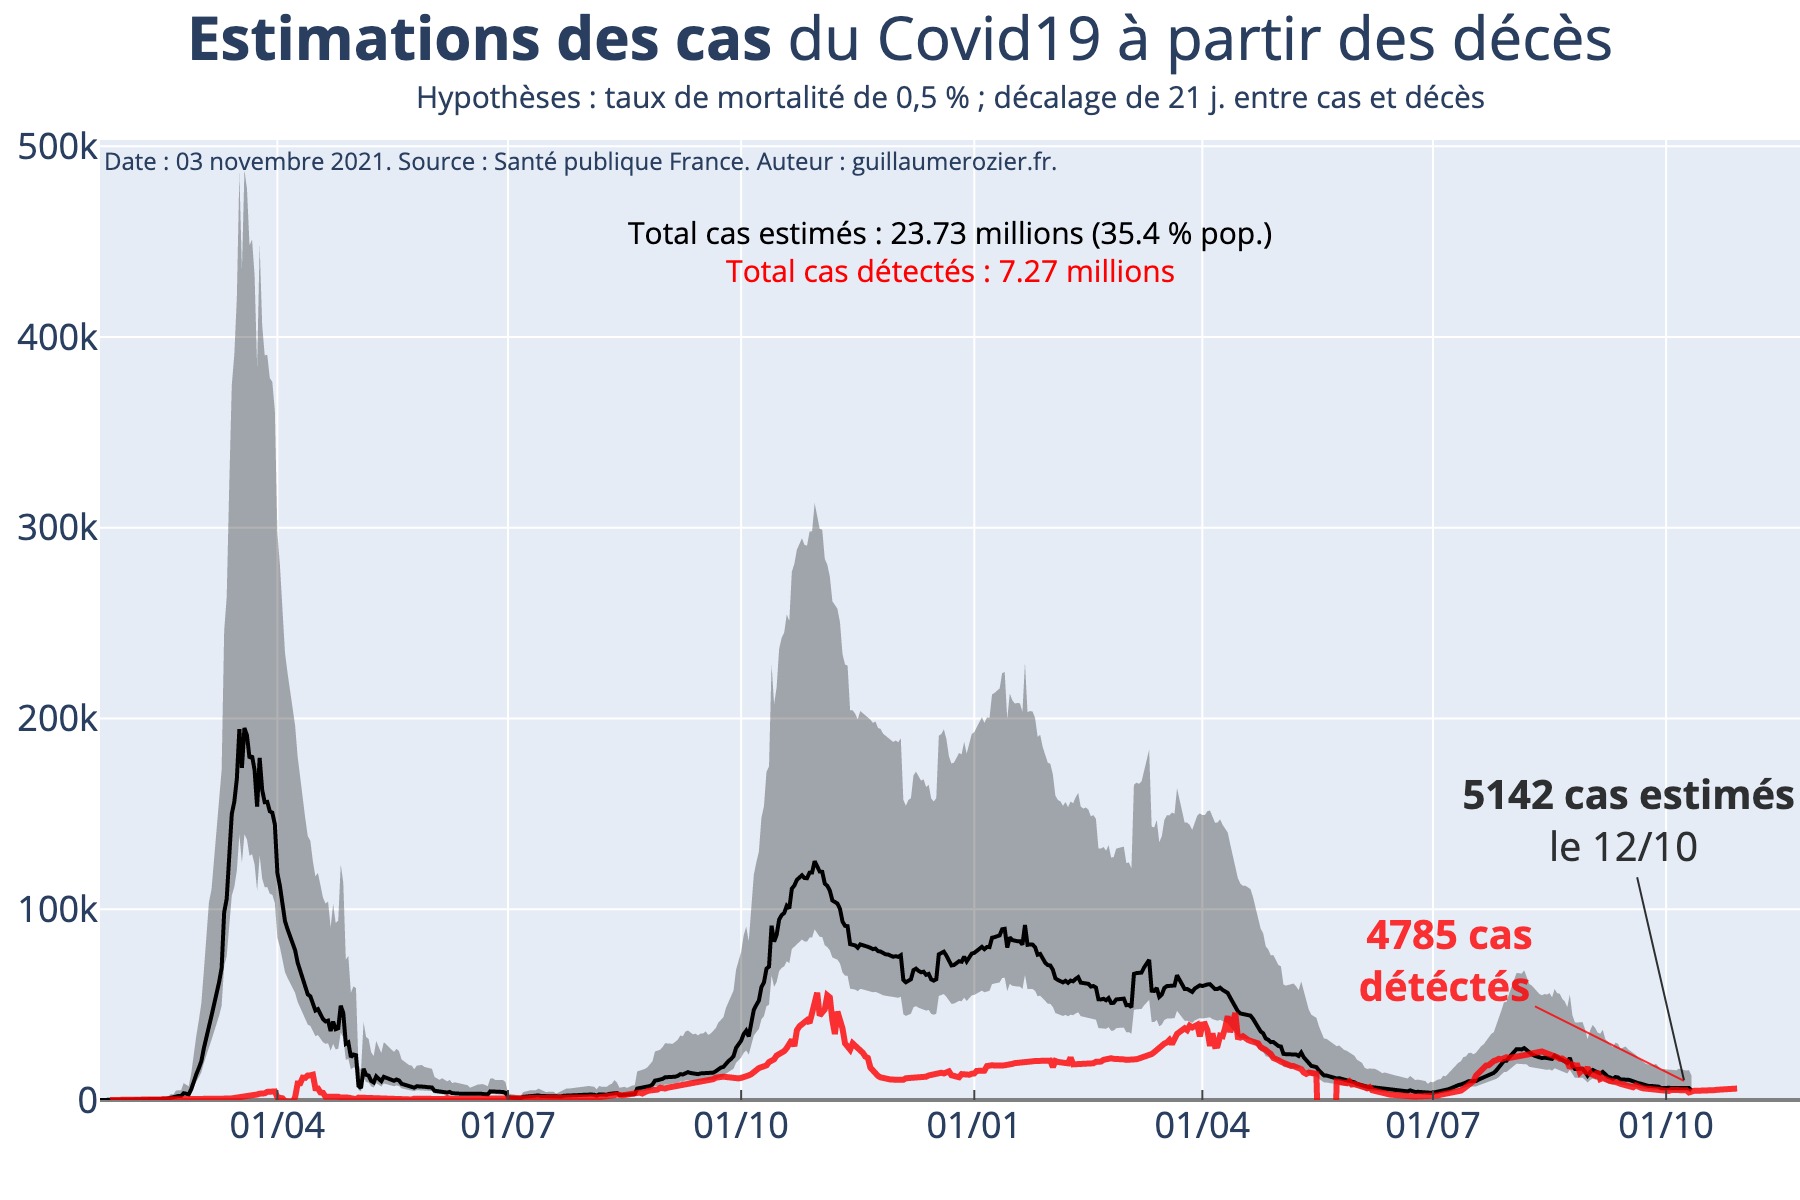 Estimations des cas du Covid19 à partir des décès
Hypothèses : taux de mortalité de 0,5 % ; décalage de 21 j. entre cas et décès
500k
Date : 03 novembre 2021. Source : Santé publique France. Auteur : guillaumerozier.fr.
Total cas estimés : 23.73 millions (35.4 % pop.)
Total cas détectés : 7.27 millions
400k
300k
200k
5142 cas estimés
le 12/10
100k
4785 cas
détéctés
0
01/04 01/07 01/10 01/01 01/04 01/07 01/10